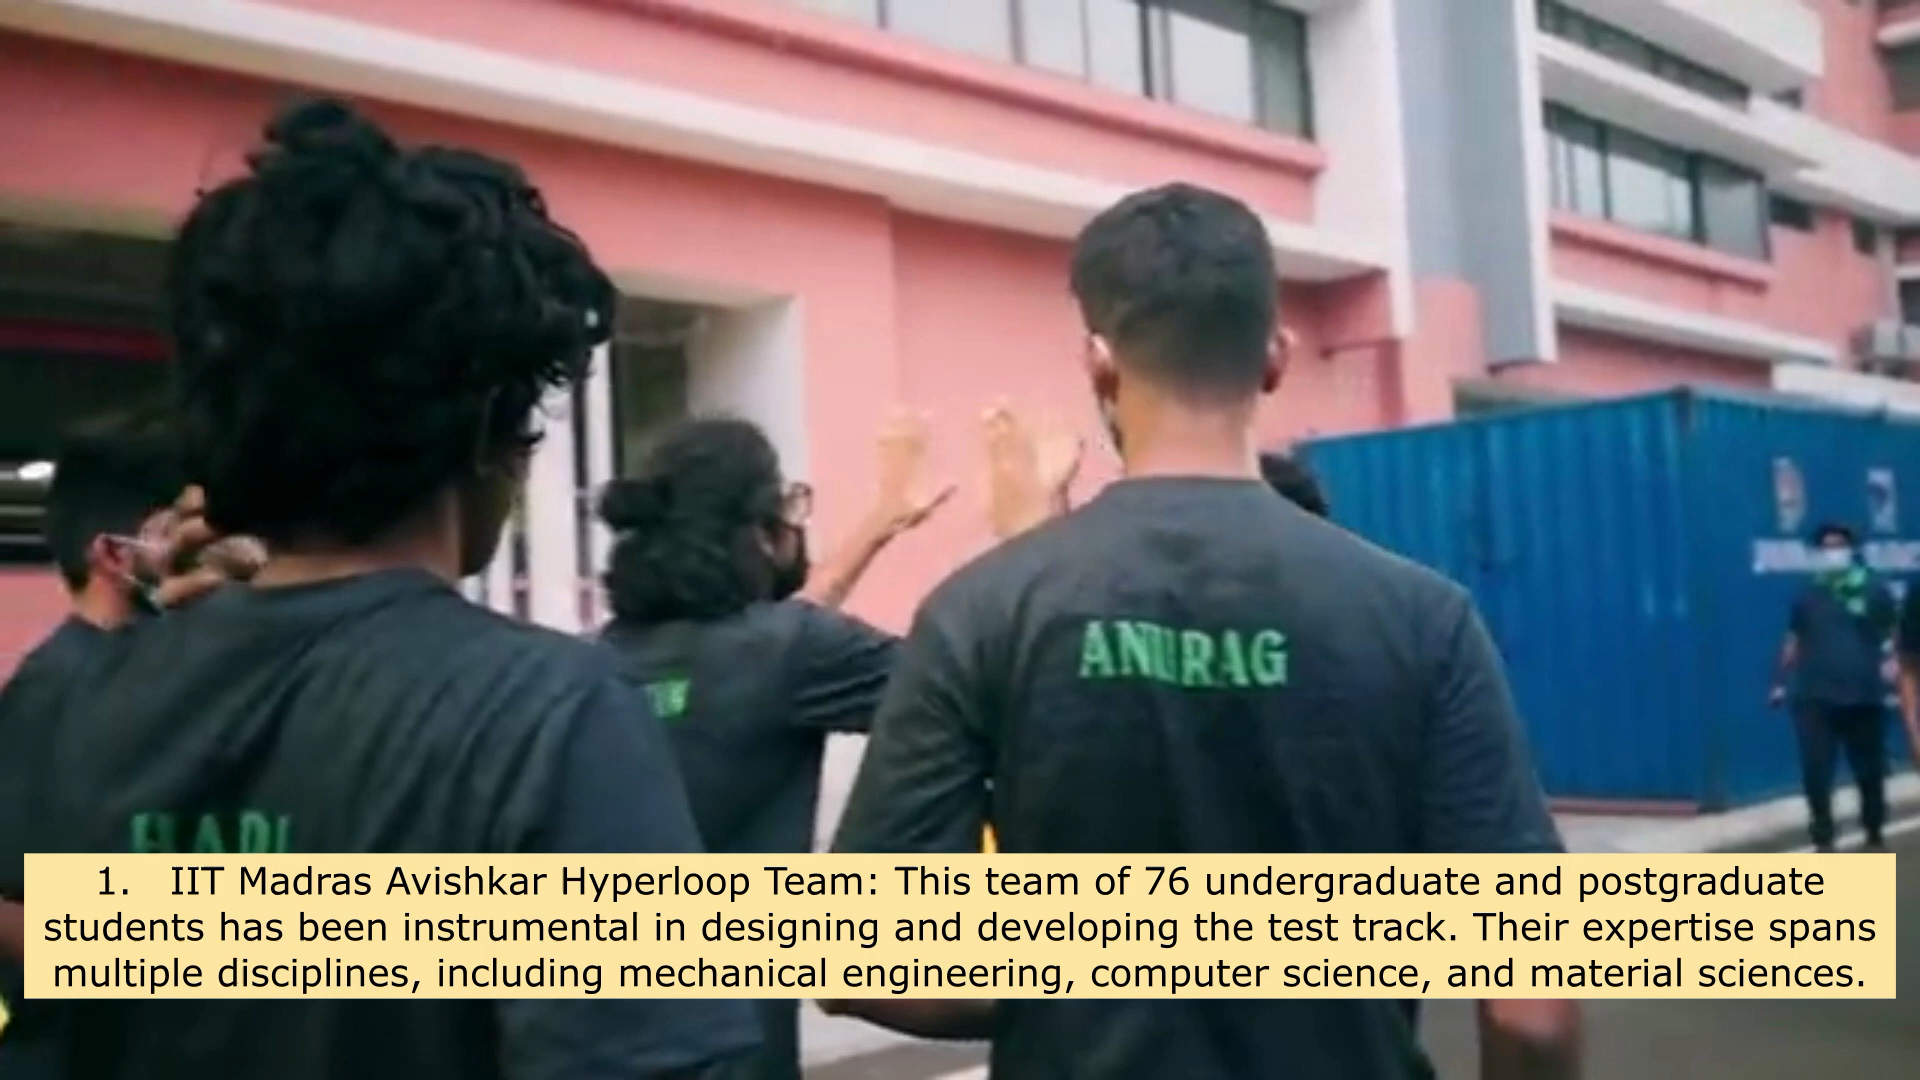 ANURAG
HARI
1. IIT Madras Avishkar Hyperloop Team: This team of 76 undergraduate and postgraduate
students has been instrumental in designing and developing the test track. Their expertise spans
multiple disciplines, including mechanical engineering, computer science, and material sciences.